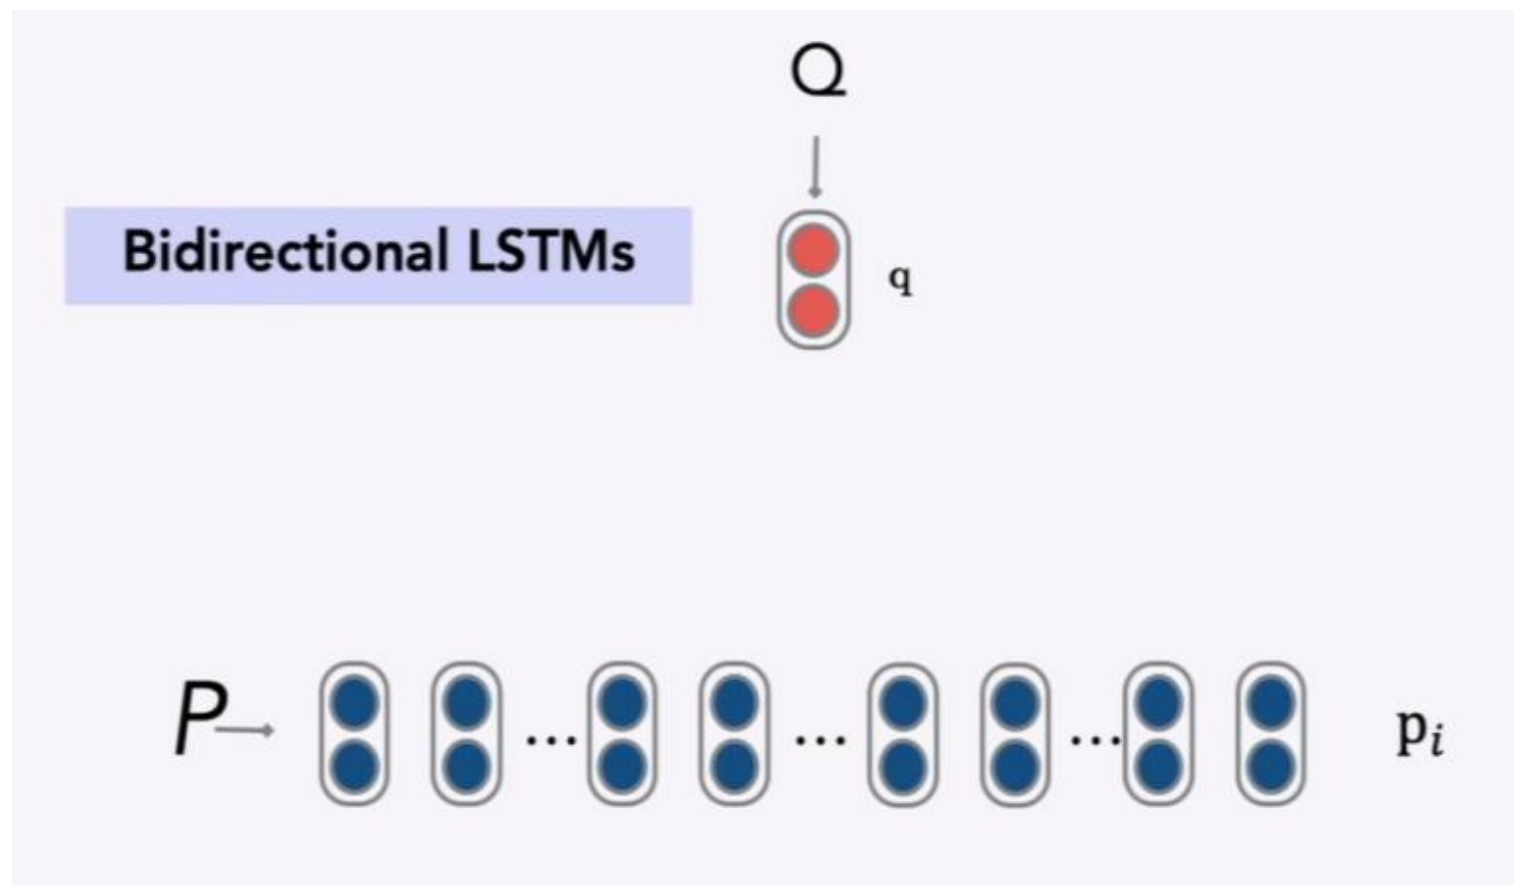 Q
Bidirectional LSTMs
q
P ... ... ... pᵢ